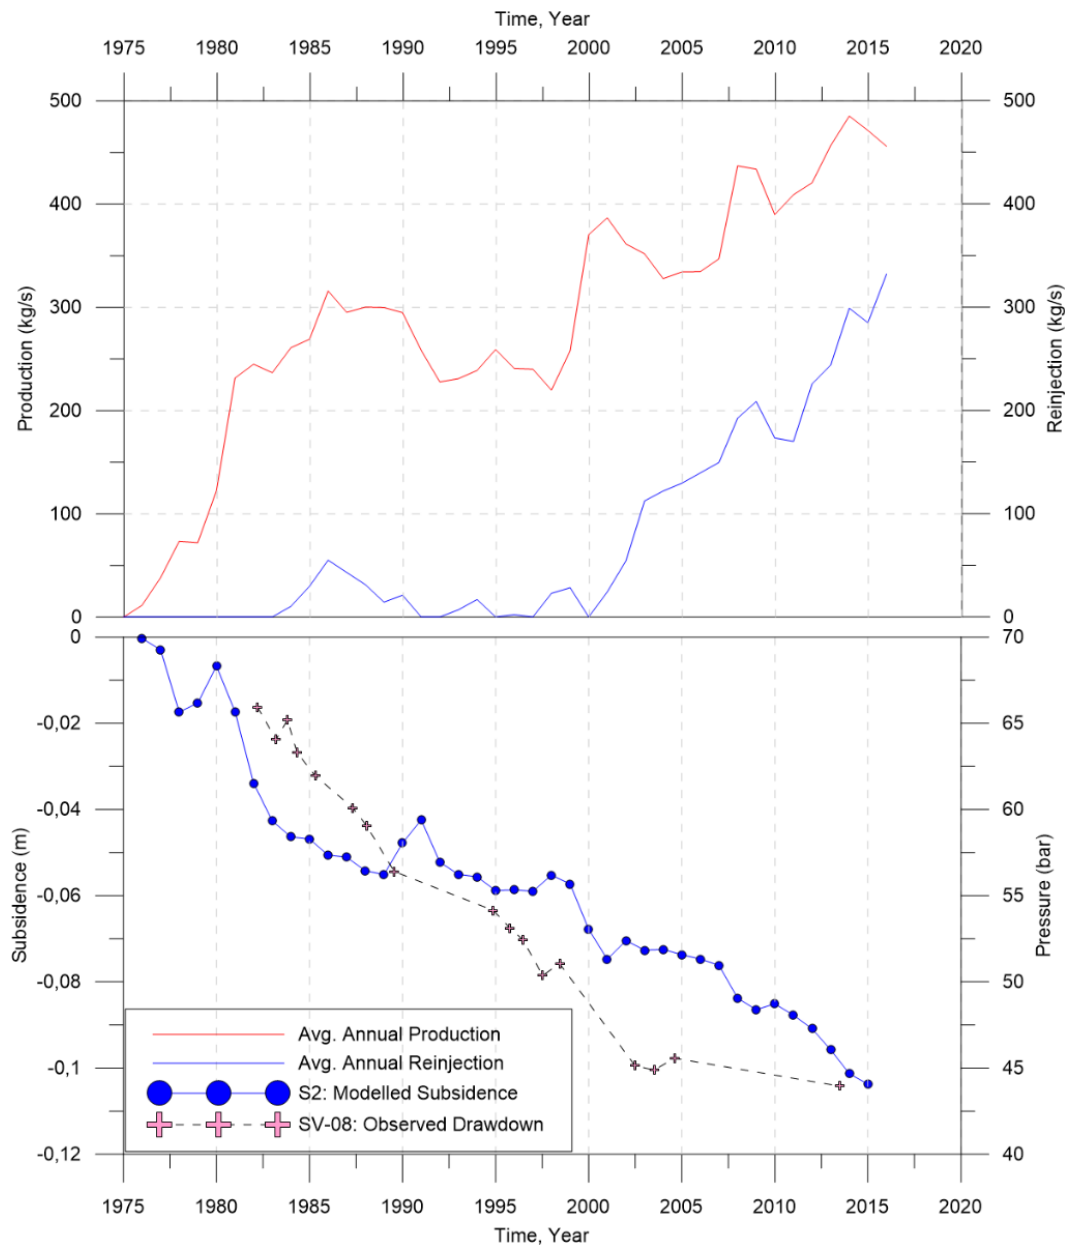 Time, Year
1975 1980 1985 1990 1995 2000 2005 2010 2015 2020
500 500
400 400
300 300
200 200
100 100
0 0
Production (kg/s)
Reinjection (kg/s)
0 70
-0,02 65
-0,04 60
-0,06 55
-0,08 50
-0,1 45
-0,12 40
Subsidence (m)
Pressure (bar)
Avg. Annual Production
Avg. Annual Reinjection
S2: Modelled Subsidence
SV-08: Observed Drawdown
1975 1980 1985 1990 1995 2000 2005 2010 2015 2020
Time, Year